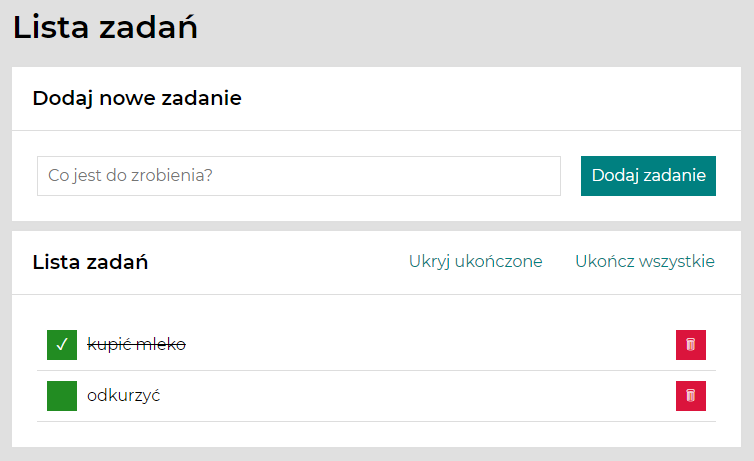 Lista zadań
Dodaj nowe zadanie
Co jest do zrobienia?
Dodaj zadanie
Lista zadań
Ukryj ukończone
Ukończ wszystkie
✓ kupić mleko
odkurzyć